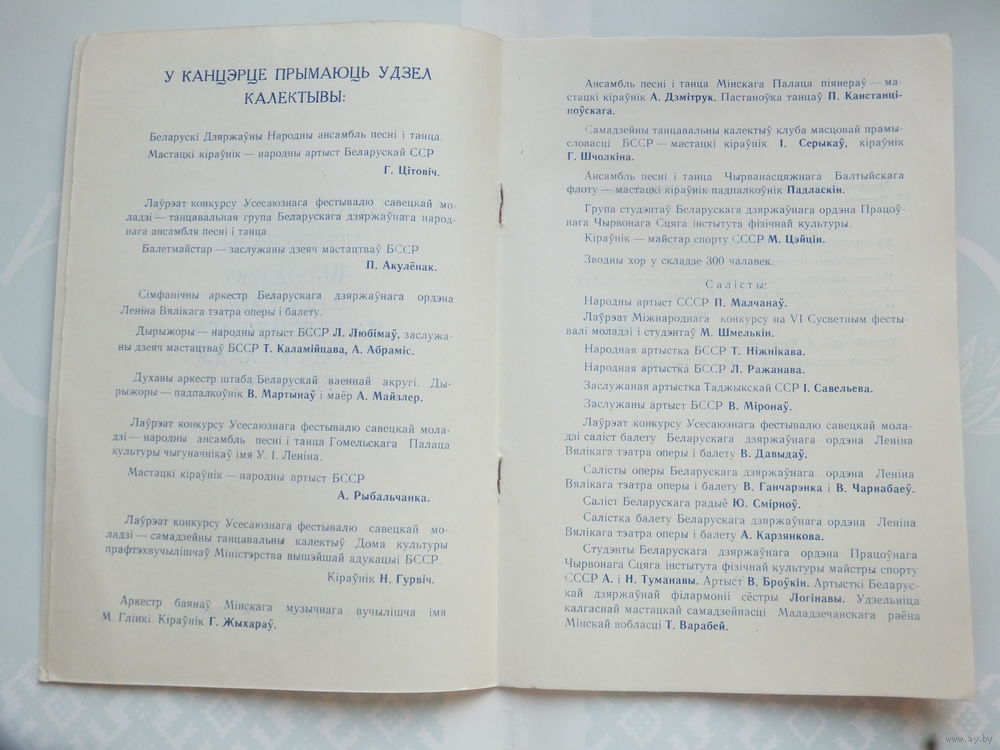 У КАНЦЭРЦЕ ПРЫМАЮЦЬ УДЗЕЛ
КАЛЕКТЫВЫ:
Беларускі Дзяржаўны Народны ансамбль песні і танца.
Мастацкі кіраўнік — народны артыст Беларускай ССР
Г. Цітовіч.
Лаўрэат конкурсу Усесаюзнага фестывалю савецкай мо-
ладзі — танцавальная група Беларускага дзяржаўнага народ-
нага ансамбля песні і танца.
Балетмайстар — заслужаны дзеяч мастацтваў БССР
П. Акулёнак.
Сімфанічны аркестр Беларускага дзяржаўнага ордэна
Леніна Вялікага тэатра оперы і балету.
Дырыжоры — народны артыст БССР Л. Любімаў, заслужа-
ны дзеяч мастацтваў БССР Т. Каламійцава, А. Абраміс.
Духавы аркестр штаба Беларускай ваеннай акругі. Ды-
рыжоры — падпалкоўнік В. Мартынаў і маёр А. Майзлер.
Лаўрэат конкурсу Усесаюзнага фестывалю савецкай мола-
дзі — народны ансамбль песні і танца Гомельскага Палаца
культуры чыгуначнікаў імя У. І. Леніна.
Мастацкі кіраўнік — народны артыст БССР
А. Рыбальчанка.
Лаўрэат конкурсу Усесаюзнага фестывалю савецкай мо-
ладзі — самадзейны танцавальны калектыў Дома культуры
прафтэхвучылішчаў Міністэрства вышэйшай адукацыі БССР.
Кіраўнік Н. Гурвіч.
Аркестр баянаў Мінскага музычнага вучылішча імя
М. Глінкі. Кіраўнік Г. Жыхараў.
Ансамбль песні і танца Мінскага Палаца піянераў — ма-
стацкі кіраўнік А. Дзмітрук. Пастаноўка танцаў П. Канстанці-
ноўскага.
Самадзейны танцавальны калектыў клуба мясцовай прамы-
словасці БССР — мастацкі кіраўнік І. Серыкаў, кіраўнік
Г. Шчолкіна.
Ансамбль песні і танца Чырванасцяжнага Балтыйскага
флоту — мастацкі кіраўнік падпалкоўнік Падласкін.
Група студэнтаў Беларускага дзяржаўнага ордэна Працоў-
нага Чырвонага Сцяга інстытута фізічнай культуры.
Кіраўнік — майстар спорту СССР М. Цэйцін.
Зводны хор у складзе 300 чалавек.
Салісты:
Народны артыст СССР П. Малчанаў.
Лаўрэат Міжнароднага конкурсу на VI Сусветным фесты-
валі моладзі і студэнтаў М. Шмелькін.
Народная артыстка БССР Т. Ніжнікава.
Народная артыстка БССР Л. Ражанава.
Заслужаная артыстка Таджыкскай ССР І. Савельева.
Заслужаны артыст БССР В. Міронаў.
Лаўрэат конкурсу Усесаюзнага фестывалю савецкай мола-
дзі саліст балету Беларускага дзяржаўнага ордэна Леніна
Вялікага тэатра оперы і балету В. Давыдаў.
Салісты оперы Беларускага дзяржаўнага ордэна Леніна
Вялікага тэатра оперы і балету В. Ганчарэнка і В. Чарнабаеў.
Саліст Беларускага радыё Ю. Смірноў.
Салістка балету Беларускага дзяржаўнага ордэна Леніна
Вялікага тэатра оперы і балету А. Карзянкова.
Студэнты Беларускага дзяржаўнага ордэна Працоўнага
Чырвонага Сцяга інстытута фізічнай культуры майстры спорту
СССР А. і Н. Туманавы. Артыст В. Броўкін. Артысткі Беларус-
кай дзяржаўнай філармоніі сёстры Логінавы. Удзельніца
калгаснай мастацкай самадзейнасці Маладзечанскага раёна
Мінскай вобласці Т. Варабей.
www.ay.by